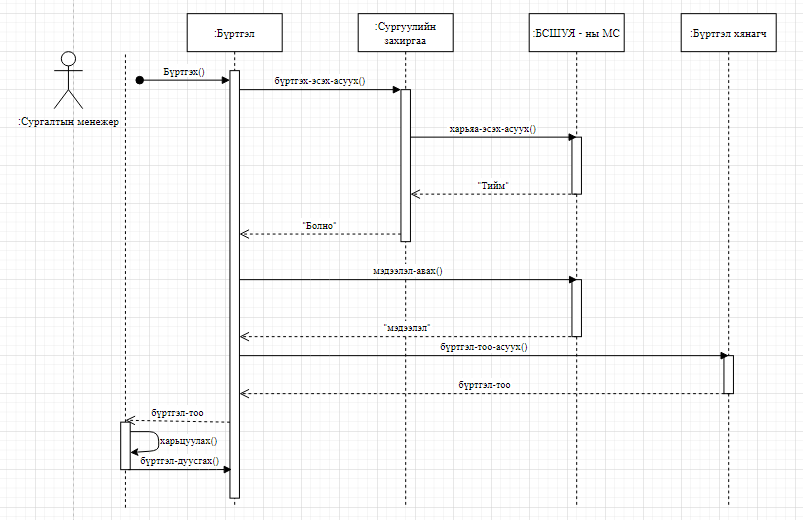 :Бүртгэл
:Сургуулийн
захиргаа
:БСШУЯ - ны МС
:Бүртгэл хянагч
:Сургалтын менежер
Бүртгэх()
бүртгэх-эсэх-асуух()
харьяа-эсэх-асуух()
"Тийм"
"Болно"
мэдээлэл-авах()
"мэдээлэл"
бүртгэл-тоо-асуух()
бүртгэл-тоо
бүртгэл-тоо
харьцуулах()
бүртгэл-дуусгах()